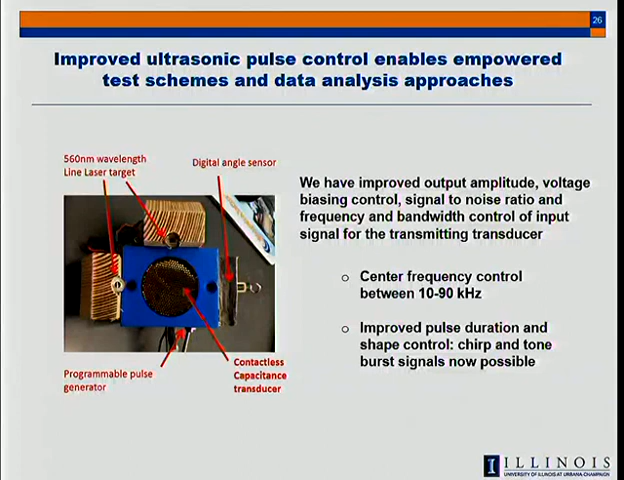 26
Improved ultrasonic pulse control enables empowered
test schemes and data analysis approaches
560nm wavelength
Line Laser target
Digital angle sensor
Programmable pulse
generator
Contactless
Capacitance
transducer
We have improved output amplitude, voltage
biasing control, signal to noise ratio and
frequency and bandwidth control of input
signal for the transmitting transducer
o Center frequency control
between 10-90 kHz
o Improved pulse duration and
shape control: chirp and tone
burst signals now possible
I ILLINOIS
UNIVERSITY OF ILLINOIS AT URBANA-CHAMPAIGN